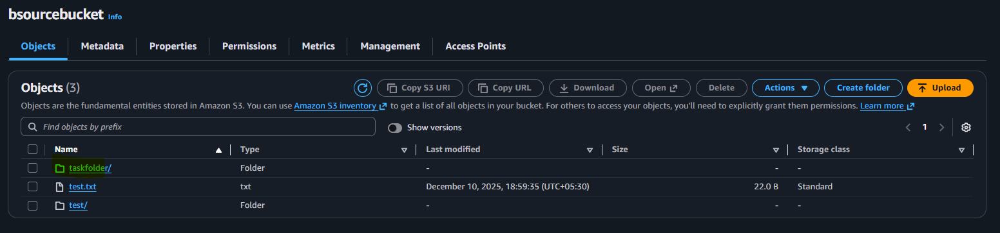 bsourcebucket Info
Objects Metadata Properties Permissions Metrics Management Access Points
Objects (3) Copy S3 URI Copy URL Download Open Delete Actions Create folder Upload
Objects are the fundamental entities stored in Amazon S3. You can use Amazon S3 inventory to get a list of all objects in your bucket. For others to access your objects, you'll need to explicitly grant them permissions. Learn more
Find objects by prefix Show versions 1
Name Type Last modified Size Storage class
taskfolder/ Folder - - -
test.txt txt December 10, 2025, 18:59:35 (UTC+05:30) 22.0 B Standard
test/ Folder - - -